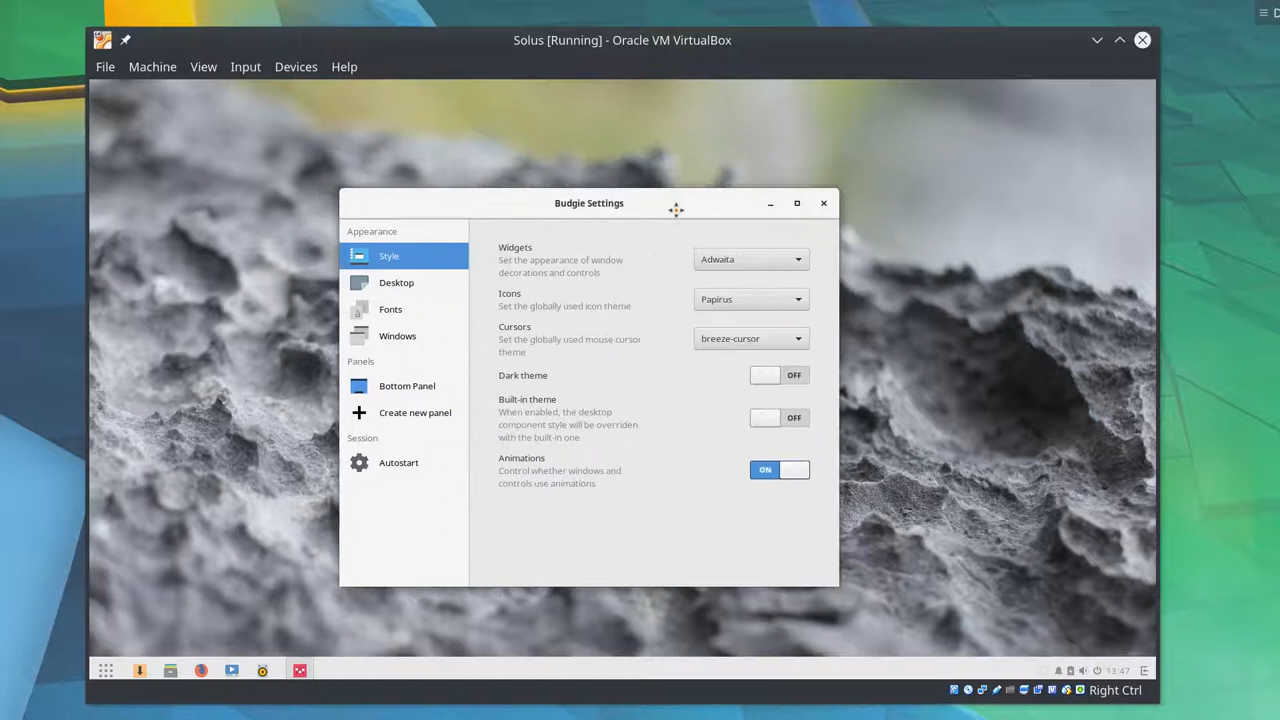 Solus [Running] - Oracle VM VirtualBox
File Machine View Input Devices Help
Budgie Settings
Appearance
Style
Desktop
Fonts
Windows
Panels
Bottom Panel
Create new panel
Session
Autostart
Widgets
Set the appearance of window
decorations and controls
Adwaita
Icons
Set the globally used icon theme
Papirus
Cursors
Set the globally used mouse cursor
theme
breeze-cursor
Dark theme
OFF
Built-in theme
When enabled, the desktop
component style will be overriden
with the built-in one
OFF
Animations
Control whether windows and
controls use animations
ON
13:47
Right Ctrl